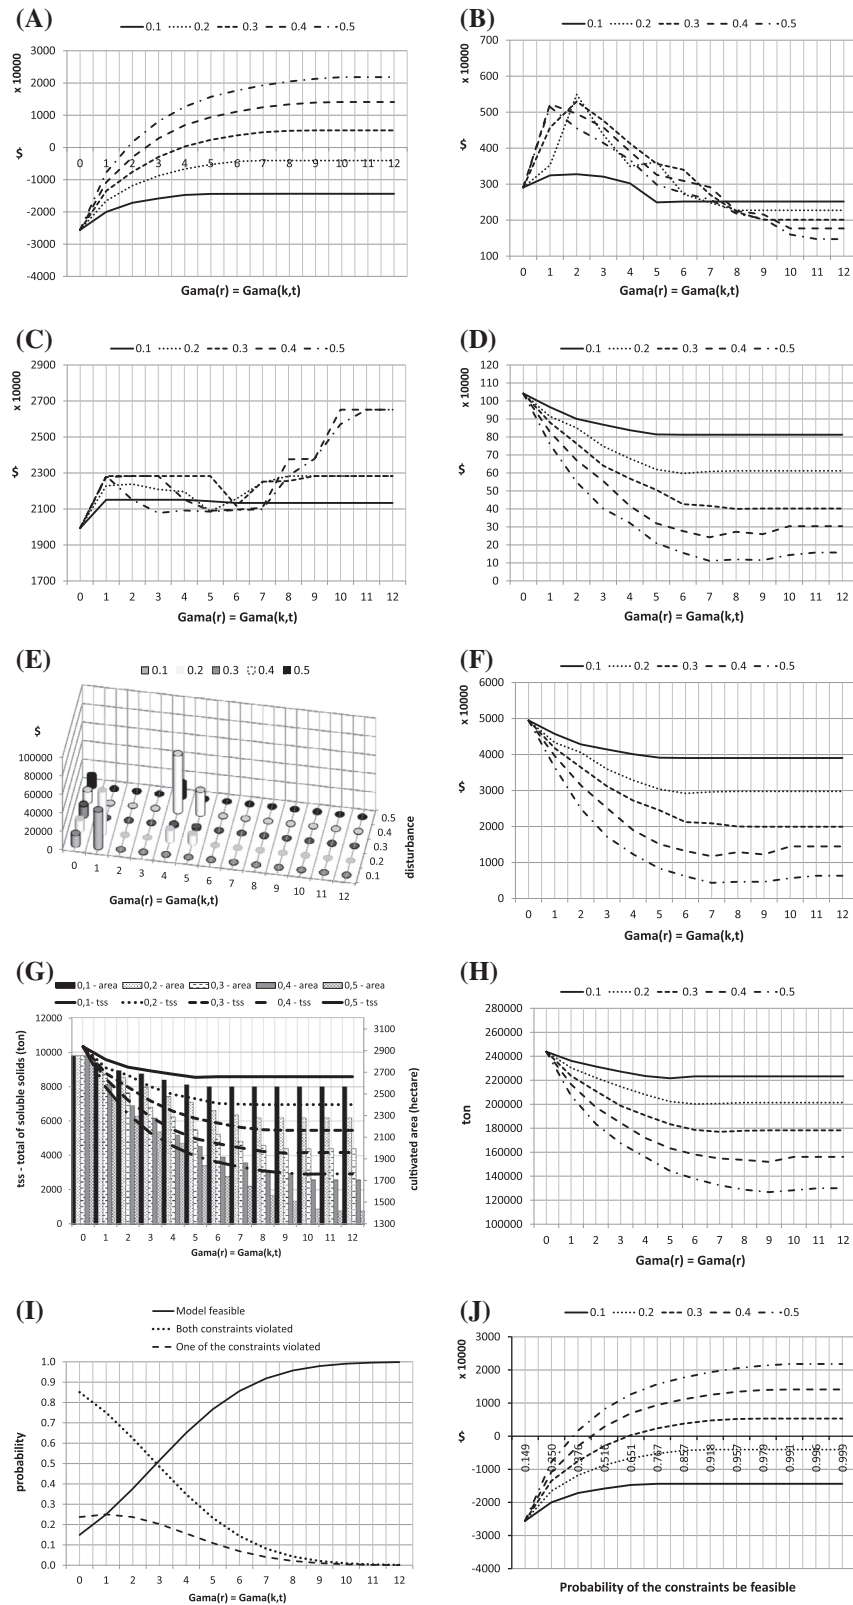 (A)
0.1 0.2 0.3 0.4 0.5
x 10000
3000
2000
1000
0
-1000
-2000
-3000
-4000
$
0 1 2 3 4 5 6 7 8 9 10 11 12
Gama(r) = Gama(k,t)
(B)
0.1 0.2 0.3 0.4 0.5
x 10000
700
600
500
400
300
200
100
$
0 1 2 3 4 5 6 7 8 9 10 11 12
Gama(r) = Gama(k,t)
(C)
0.1 0.2 0.3 0.4 0.5
x 10000
2900
2700
2500
2300
2100
1900
1700
$
0 1 2 3 4 5 6 7 8 9 10 11 12
Gama(r) = Gama(k,t)
(D)
0.1 0.2 0.3 0.4 0.5
x 10000
120
110
100
90
80
70
60
50
40
30
20
10
0
$
0 1 2 3 4 5 6 7 8 9 10 11 12
Gama(r) = Gama(k,t)
(E)
0.1 0.2 0.3 0.4 0.5
$
100000
80000
60000
40000
20000
0
0 1 2 3 4 5 6 7 8 9 10 11 12
0.5
0.4
0.3
0.2
0.1
disturbance
Gama(r) = Gama(k,t)
(F)
0.1 0.2 0.3 0.4 0.5
x 10000
6000
5000
4000
3000
2000
1000
0
$
0 1 2 3 4 5 6 7 8 9 10 11 12
Gama(r) = Gama(k,t)
(G)
0,1 - area 0,2 - area 0,3 - area 0,4 - area 0,5 - area
0,1- tss 0,2 - tss 0,3 - tss 0,4 - tss 0,5 - tss
tss - total of soluble solids (ton)
12000
10000
8000
6000
4000
2000
0
3100
2900
2700
2500
2300
2100
1900
1700
1500
1300
cultivated area (hectare)
0 1 2 3 4 5 6 7 8 9 10 11 12
Gama(r) = Gama(k,t)
(H)
0.1 0.2 0.3 0.4 0.5
280000
260000
240000
220000
200000
180000
160000
140000
120000
100000
ton
0 1 2 3 4 5 6 7 8 9 10 11 12
Gama(r) = Gama(r)
(I)
Model feasible
Both constraints violated
One of the constraints violated
1.0
0.9
0.8
0.7
0.6
0.5
0.4
0.3
0.2
0.1
0.0
probability
0 1 2 3 4 5 6 7 8 9 10 11 12
Gama(r) = Gama(k,t)
(J)
0.1 0.2 0.3 0.4 0.5
x 10000
3000
2000
1000
0
-1000
-2000
-3000
-4000
$
0.149 0.250 0.376 0.516 0.651 0.767 0.857 0.918 0.957 0.979 0.991 0.996 0.999
Probability of the constraints be feasible